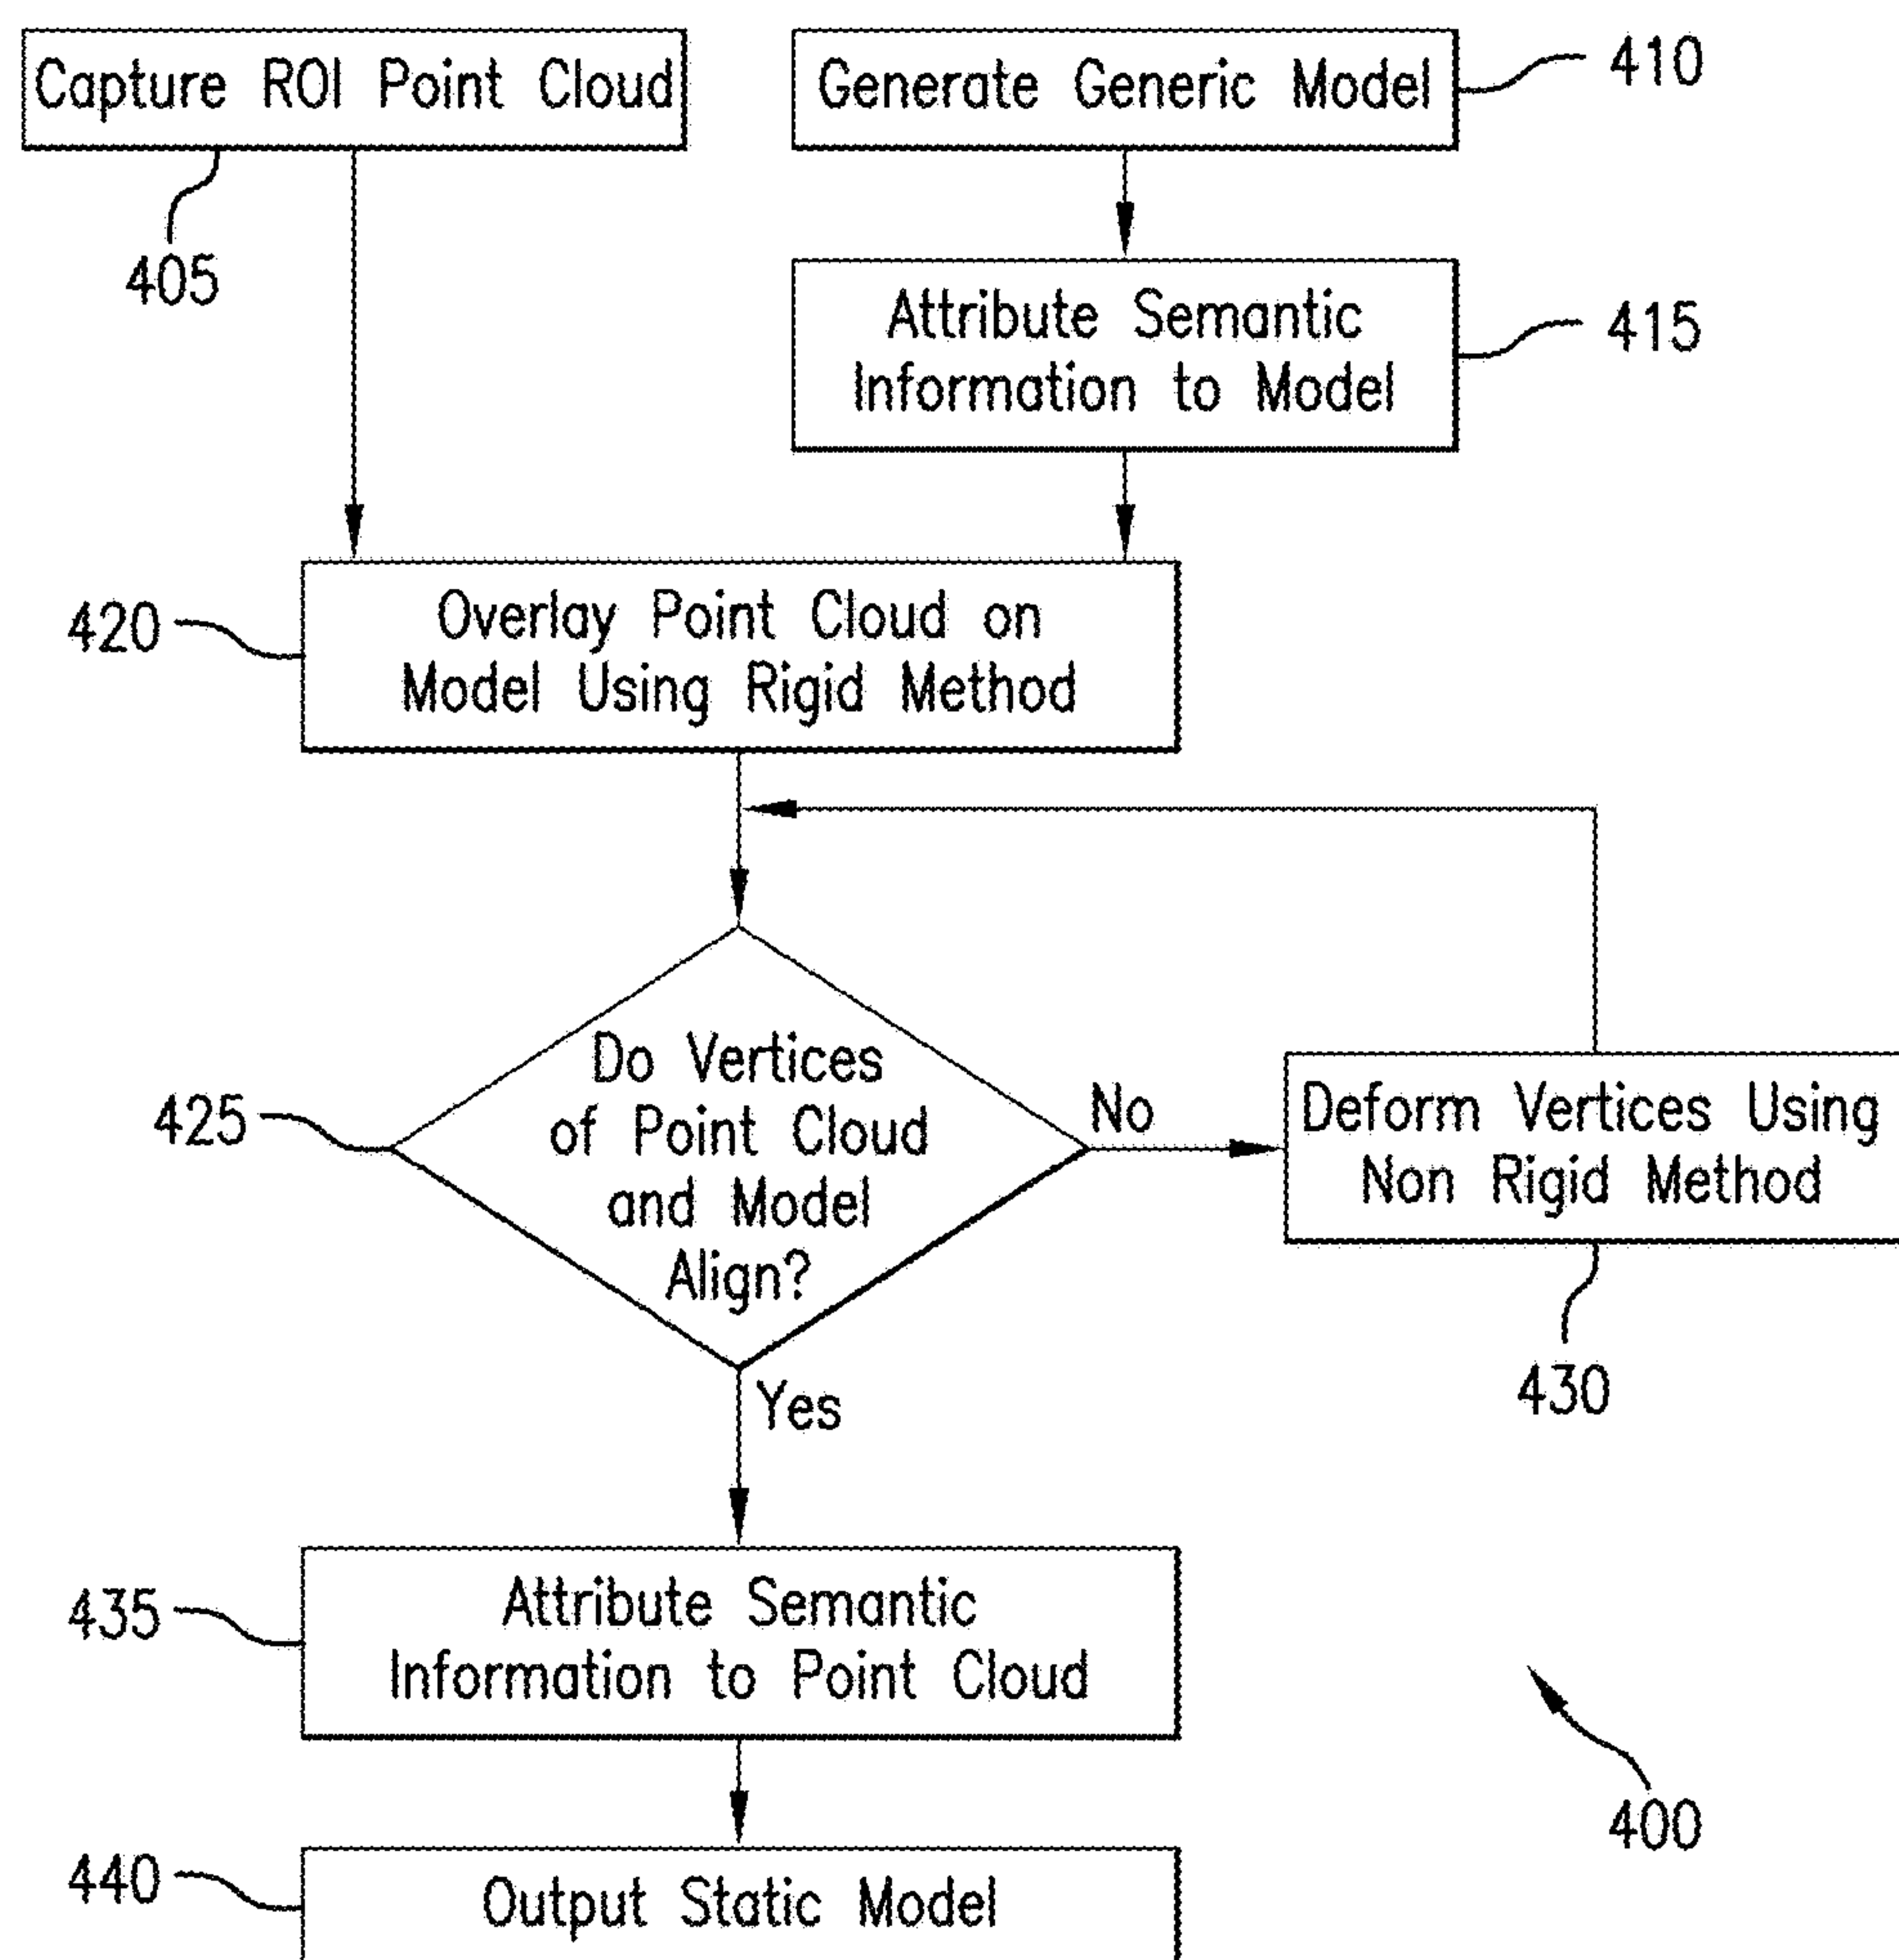 Capture ROI Point Cloud
405
Generate Generic Model
410
Attribute Semantic
Information to Model
415
420
Overlay Point Cloud on
Model Using Rigid Method
425
Do Vertices
of Point Cloud
and Model
Align?
No
Deform Vertices Using
Non Rigid Method
430
Yes
435
Attribute Semantic
Information to Point Cloud
400
440
Output Static Model